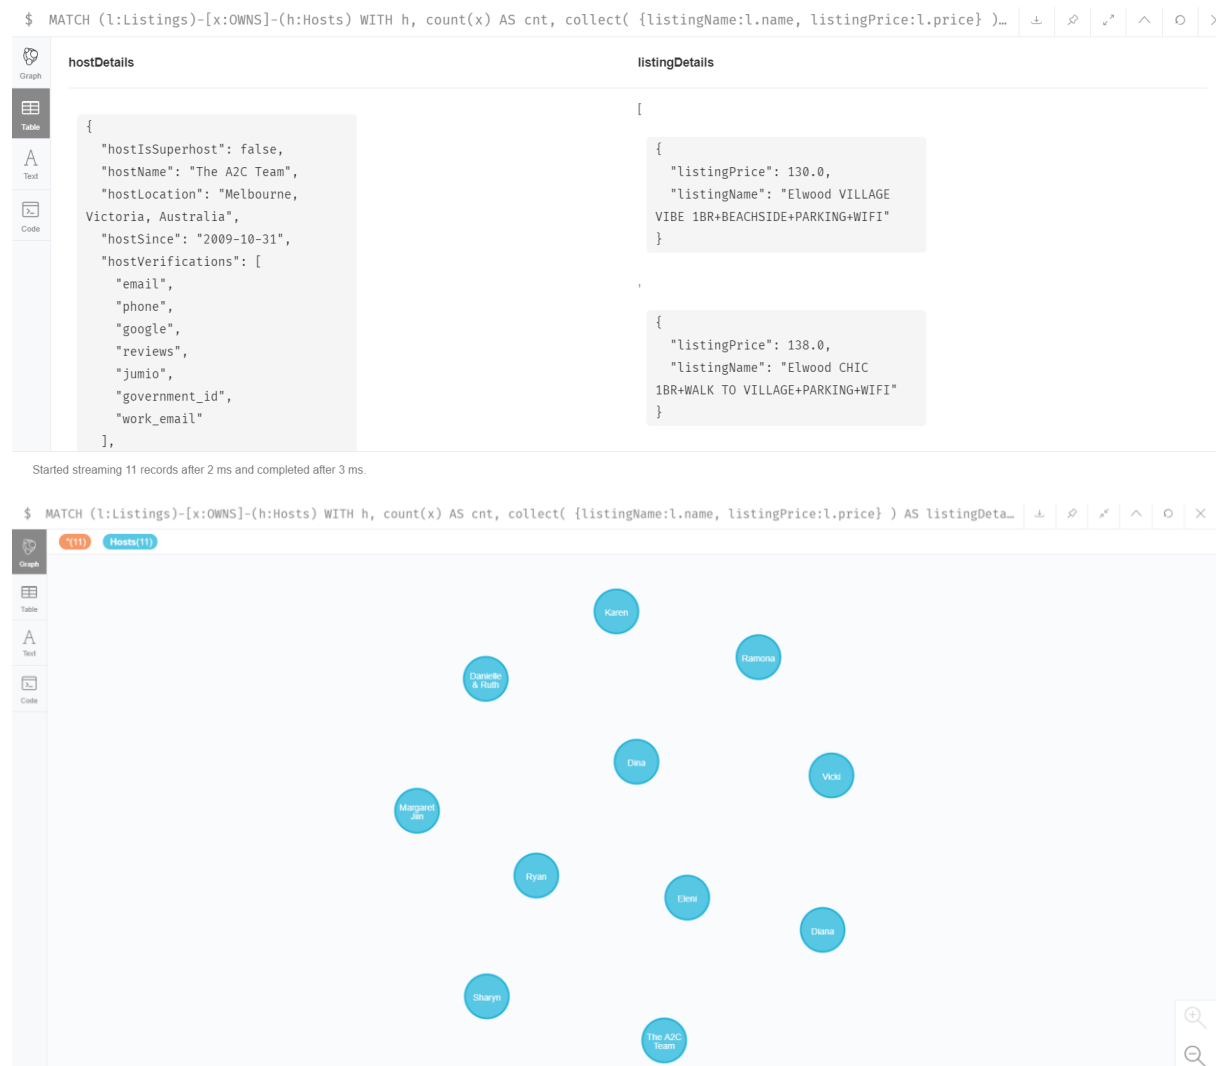 $ MATCH (l:Listings)-[x:OWNS]-(h:Hosts) WITH h, count(x) AS cnt, collect( {listingName:l.name, listingPrice:l.price} )…
Graph
Table
Text
Code
hostDetails
listingDetails
{
"hostIsSuperhost": false,
"hostName": "The A2C Team",
"hostLocation": "Melbourne,
Victoria, Australia",
"hostSince": "2009-10-31",
"hostVerifications": [
"email",
"phone",
"google",
"reviews",
"jumio",
"government_id",
"work_email"
],
[
{
"listingPrice": 130.0,
"listingName": "Elwood VILLAGE
VIBE 1BR+BEACHSIDE+PARKING+WIFI"
}
,
{
"listingPrice": 138.0,
"listingName": "Elwood CHIC
1BR+WALK TO VILLAGE+PARKING+WIFI"
}
Started streaming 11 records after 2 ms and completed after 3 ms.
$ MATCH (l:Listings)-[x:OWNS]-(h:Hosts) WITH h, count(x) AS cnt, collect( {listingName:l.name, listingPrice:l.price} ) AS listingDeta…
Graph
Table
Text
Code
*(11) Hosts(11)
Karen
Ramona
Danielle
& Ruth
Dina
Vicki
Margaret
Jiin
Ryan
Eleni
Diana
Sharyn
The A2C
Team